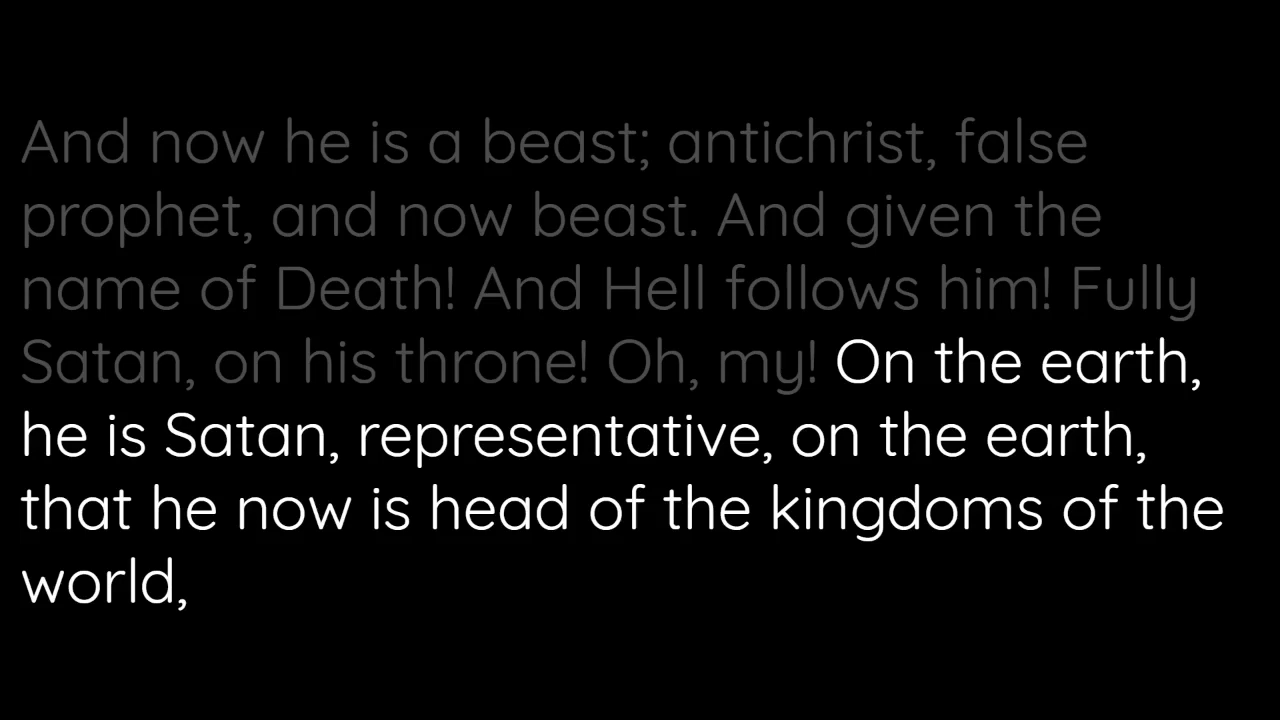 And now he is a beast; antichrist, false
prophet, and now beast. And given the
name of Death! And Hell follows him! Fully
Satan, on his throne! Oh, my! On the earth,
he is Satan, representative, on the earth,
that he now is head of the kingdoms of the
world,